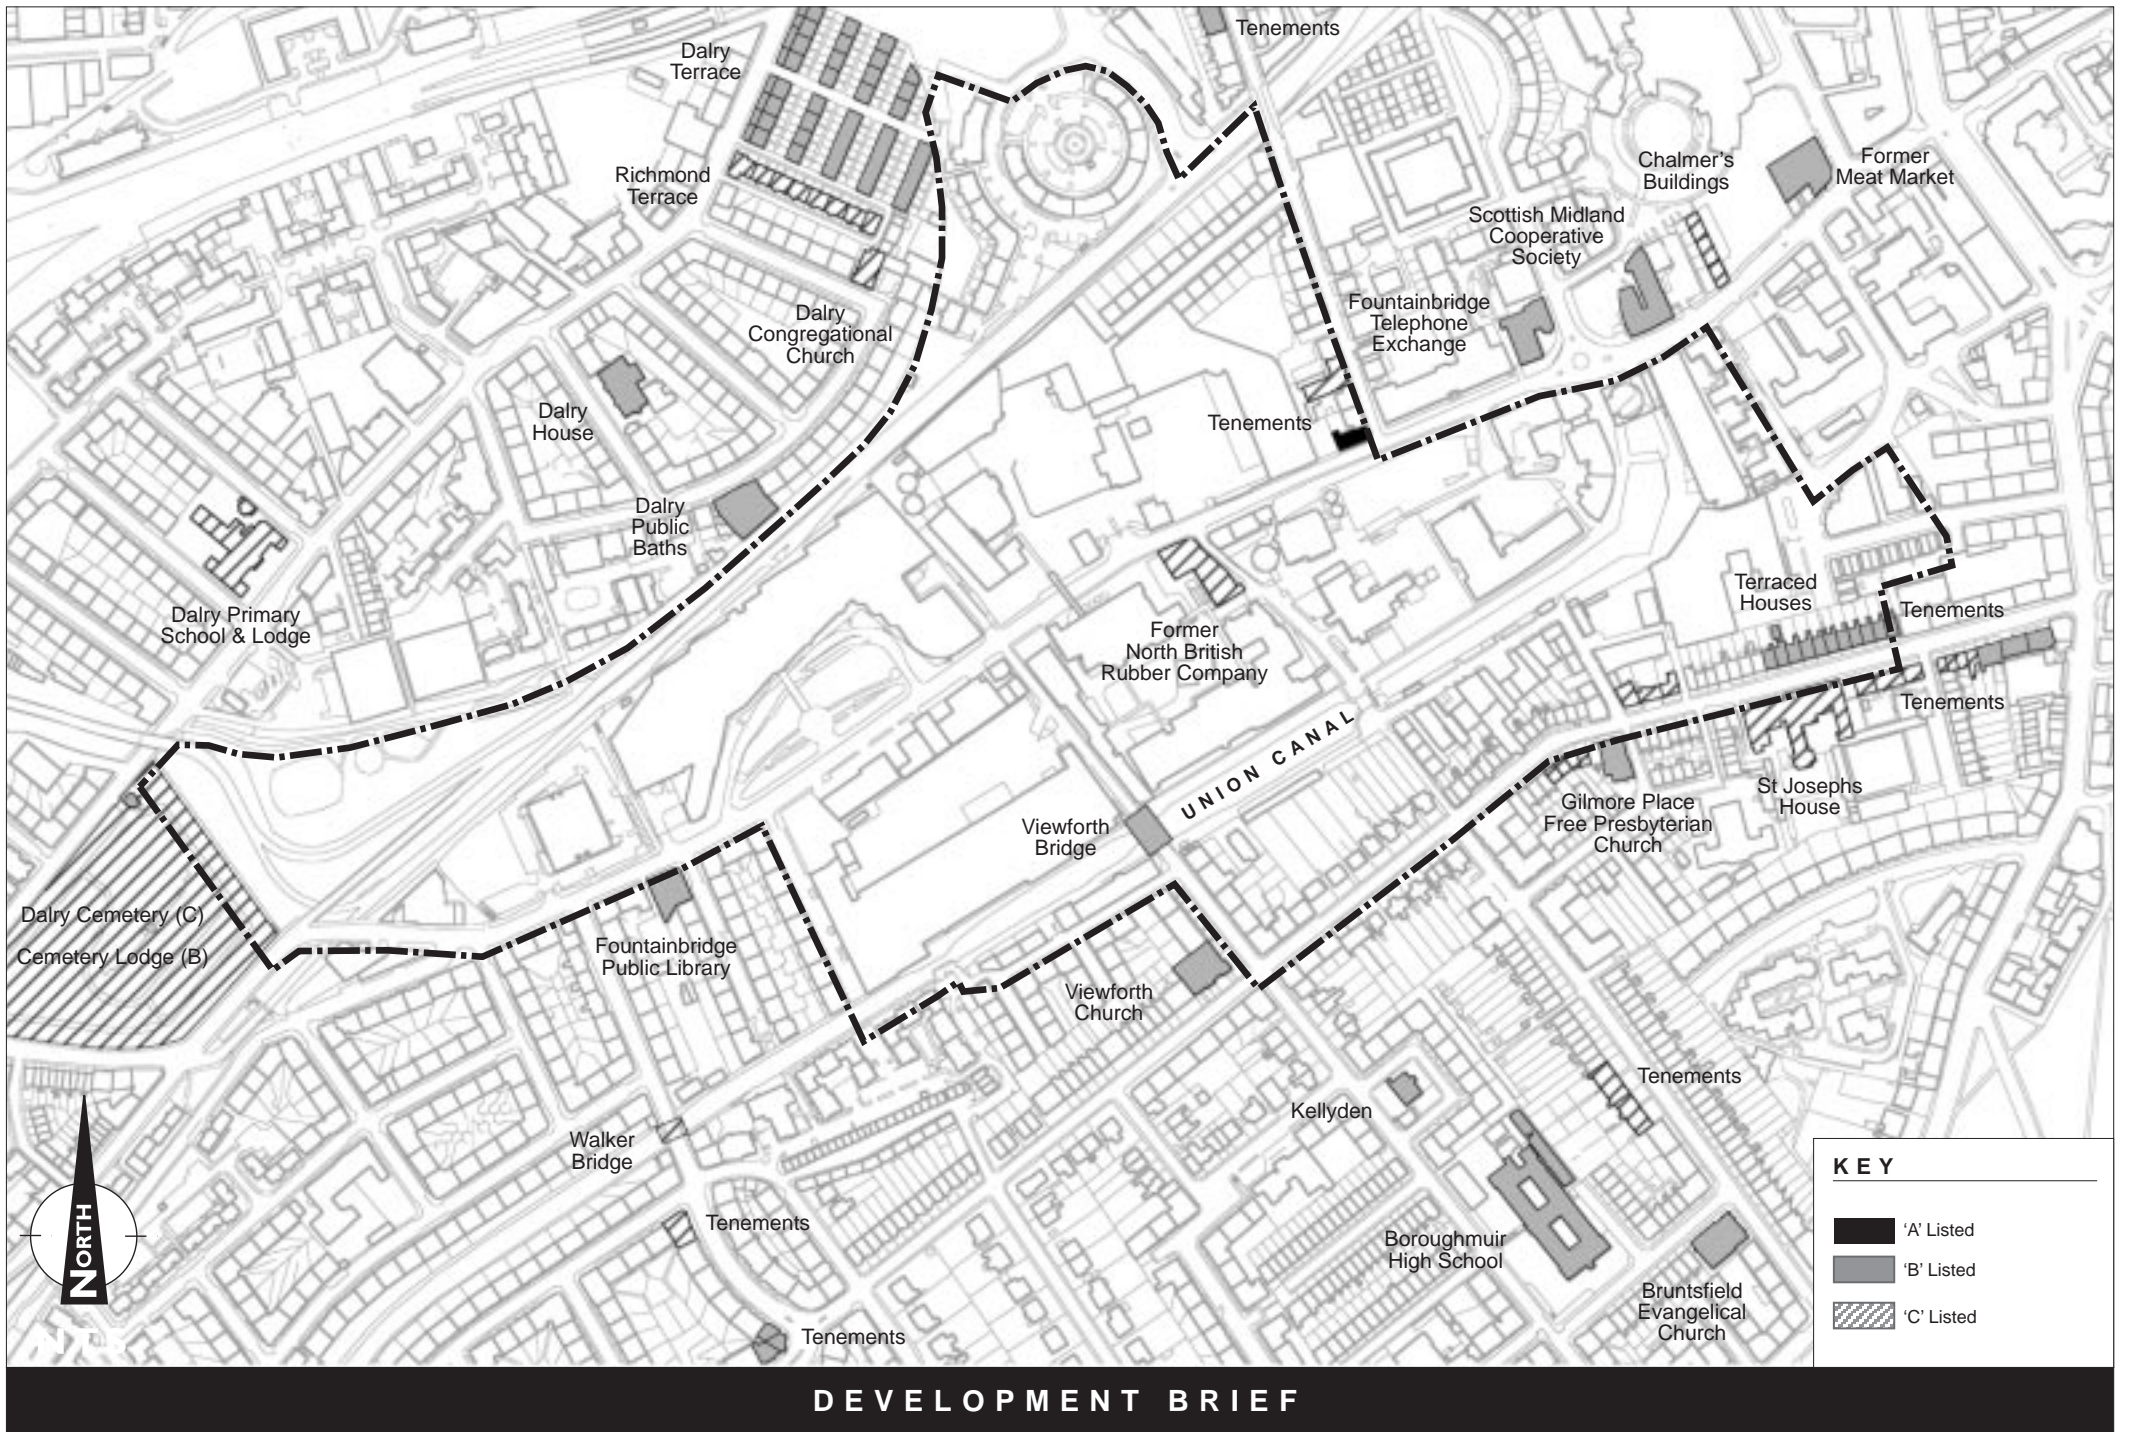 Tenements
Dalry
Terrace
Richmond
Terrace
Chalmer's
Buildings
Former
Meat Market
Scottish Midland
Cooperative
Society
Fountainbridge
Telephone
Exchange
Dalry
Congregational
Church
Dalry
House
Tenements
Dalry
Public
Baths
Dalry Primary
School & Lodge
Former
North British
Rubber Company
Terraced
Houses
Tenements
Tenements
UNION CANAL
St Josephs
House
Gilmore Place
Free Presbyterian
Church
Viewforth
Bridge
Dalry Cemetery (C)
Cemetery Lodge (B)
Fountainbridge
Public Library
Viewforth
Church
Tenements
Kellyden
Walker
Bridge
Tenements
Boroughmuir
High School
Bruntsfield
Evangelical
Church
Tenements
NORTH
NTS
KEY
'A' Listed
'B' Listed
'C' Listed
DEVELOPMENT BRIEF